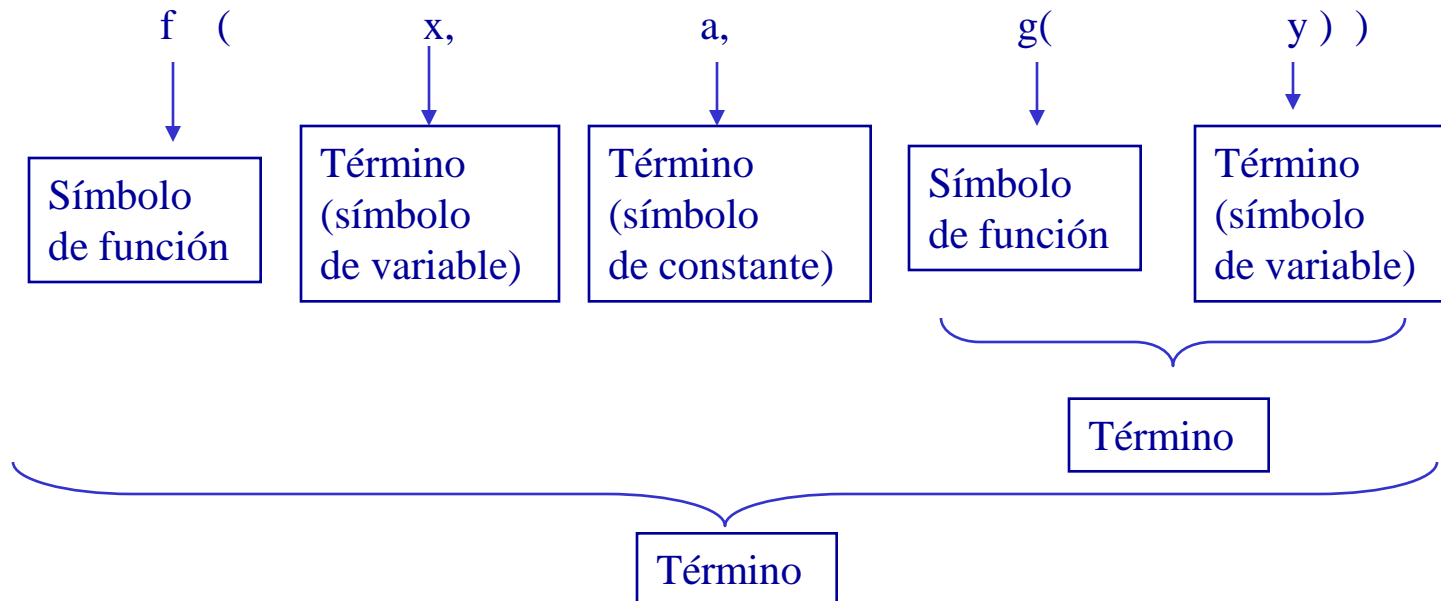 f ( x, a, g( y ) )
Símbolo
de función
Término
(símbolo
de variable)
Término
(símbolo
de constante)
Símbolo
de función
Término
(símbolo
de variable)
Término
Término